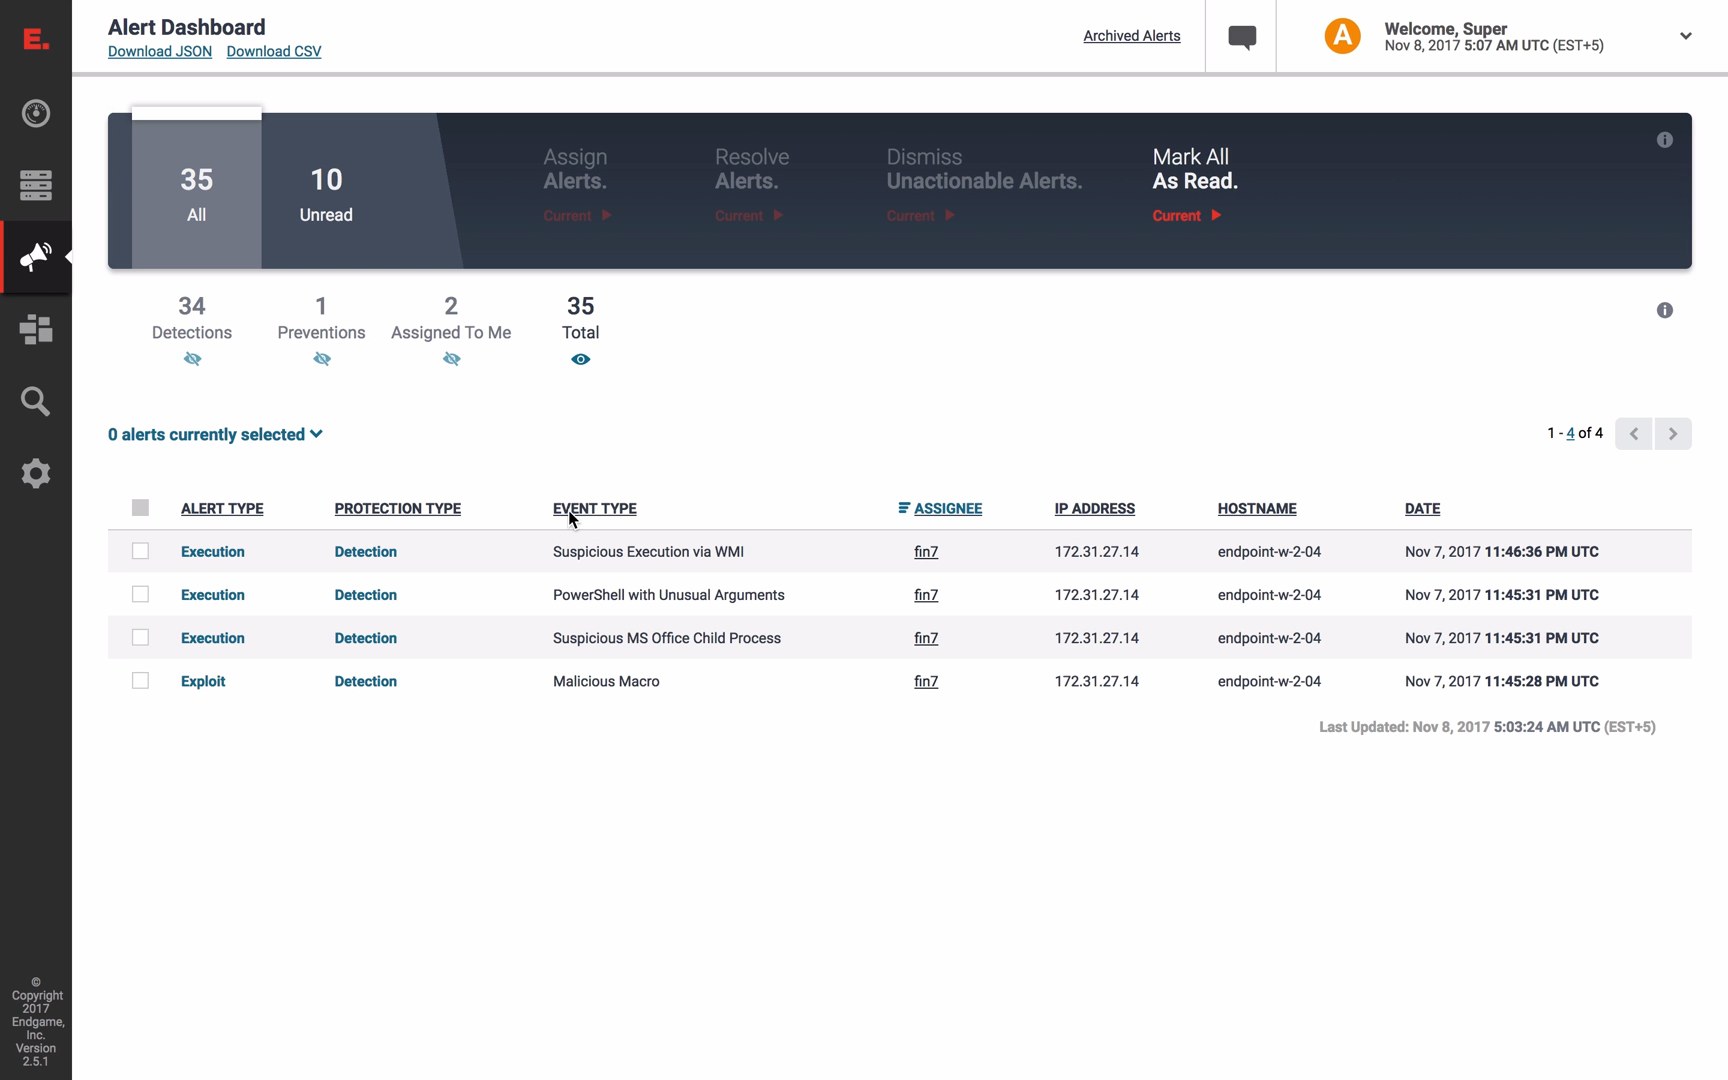 E.
Alert Dashboard
Download JSON Download CSV
Archived Alerts
A
Welcome, Super
Nov 8, 2017 5:07 AM UTC (EST+5)
35
All
10
Unread
Assign
Alerts.
Current
Resolve
Alerts.
Current
Dismiss
Unactionable Alerts.
Current
Mark All
As Read.
Current
34
Detections
1
Preventions
2
Assigned To Me
35
Total
0 alerts currently selected
1 - 4 of 4
ALERT TYPE PROTECTION TYPE EVENT TYPE ASSIGNEE IP ADDRESS HOSTNAME DATE
Execution Detection Suspicious Execution via WMI fin7 172.31.27.14 endpoint-w-2-04 Nov 7, 2017 11:46:36 PM UTC
Execution Detection PowerShell with Unusual Arguments fin7 172.31.27.14 endpoint-w-2-04 Nov 7, 2017 11:45:31 PM UTC
Execution Detection Suspicious MS Office Child Process fin7 172.31.27.14 endpoint-w-2-04 Nov 7, 2017 11:45:31 PM UTC
Exploit Detection Malicious Macro fin7 172.31.27.14 endpoint-w-2-04 Nov 7, 2017 11:45:28 PM UTC
Last Updated: Nov 8, 2017 5:03:24 AM UTC (EST+5)
©
Copyright
2017
Endgame,
Inc.
Version
2.5.1